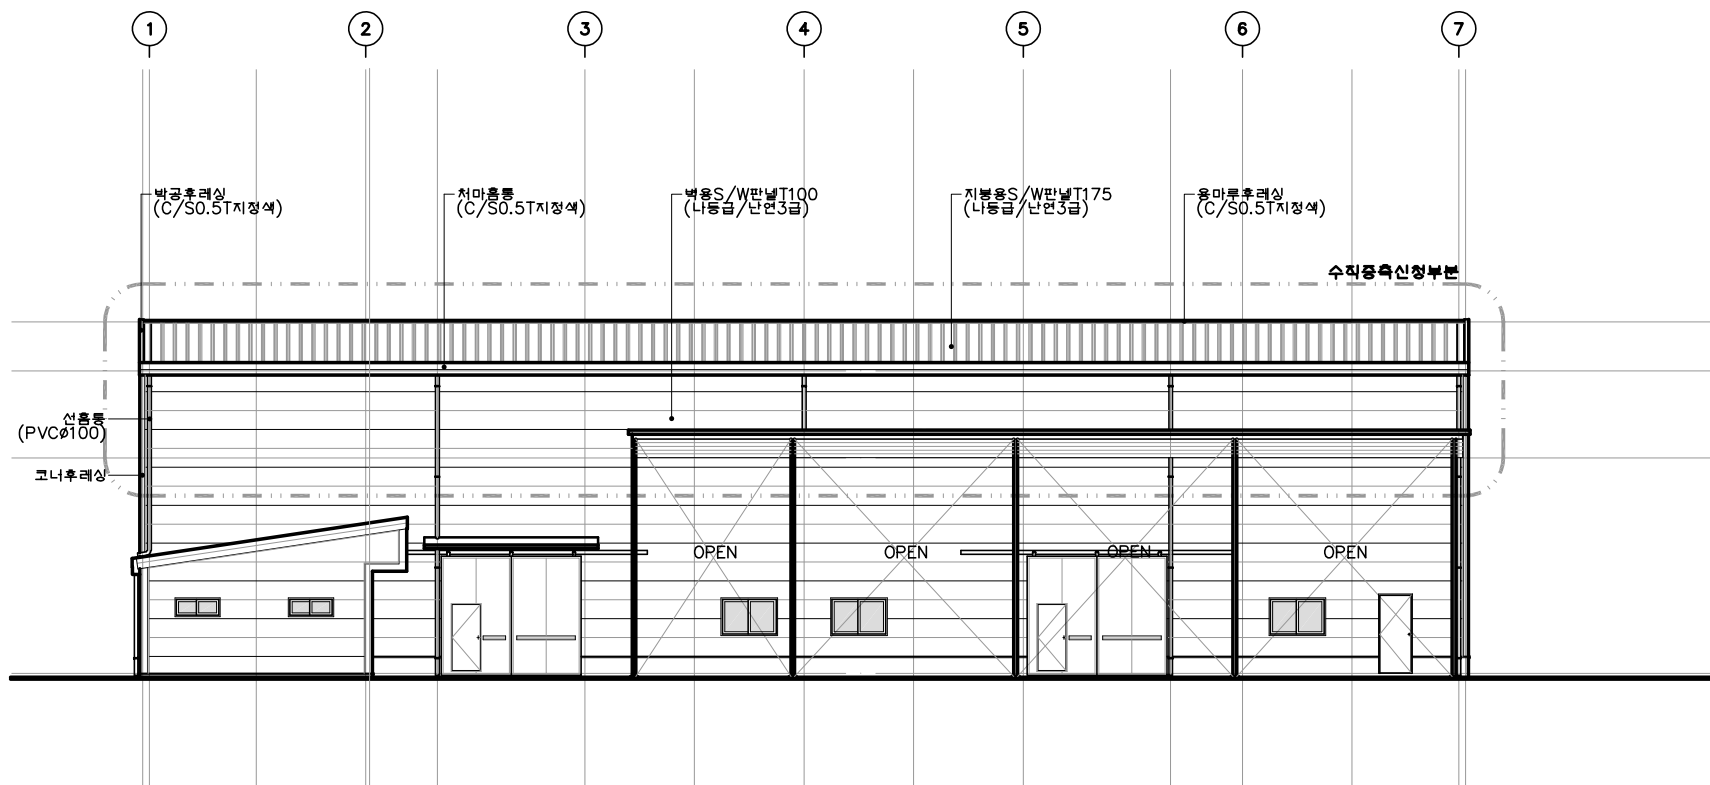 1 2 3 4 5 6 7
박공후레싱
(C/S0.5T지정색)
처마홈통
(C/S0.5T지정색)
벽용S/W판넬T100
(나등급/난연3급)
지붕용S/W판넬T175
(나등급/난연3급)
용마루후레싱
(C/S0.5T지정색)
수직증축신청부분
선홈통
(PVCØ100)
코너후레싱
OPEN OPEN OPEN OPEN